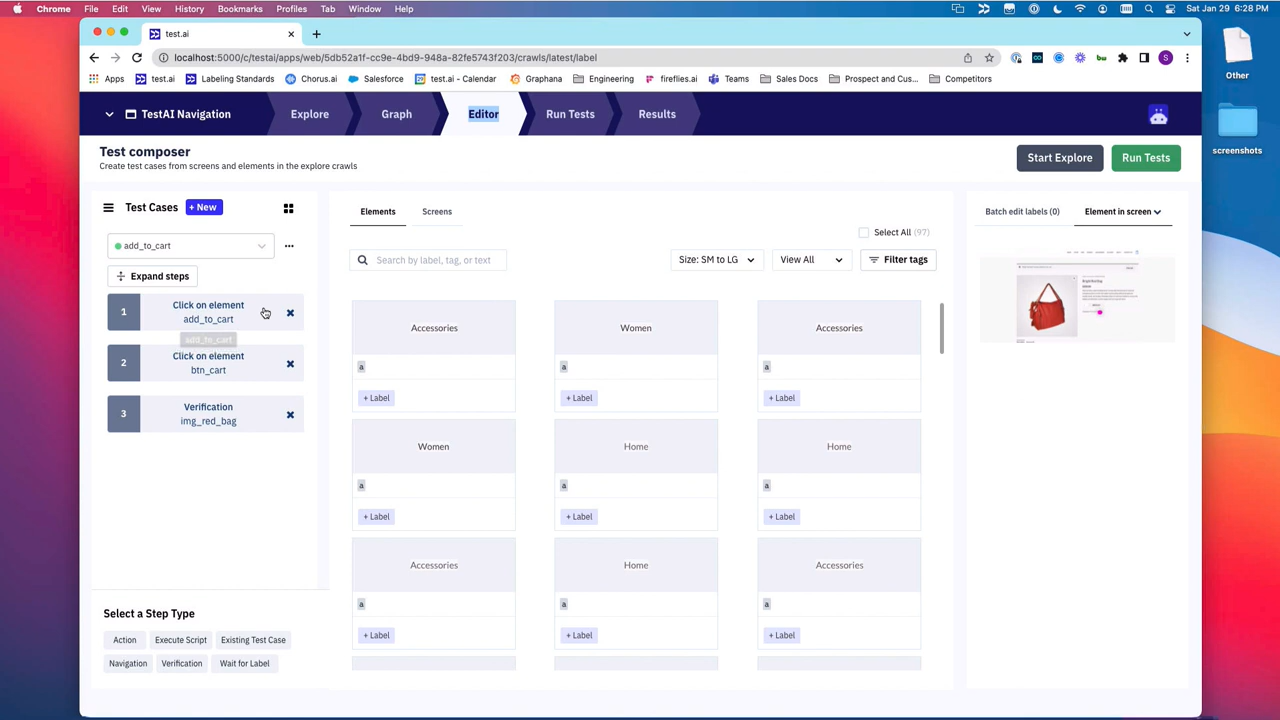 Chrome File Edit View History Bookmarks Profiles Tab Window Help Sat Jan 29 6:28 PM
test.ai
localhost:5000/c/testai/apps/web/5db52a1f-cc9e-4bd9-948a-82fe5743f203/crawls/latest/label
Apps test.ai Labeling Standards Chorus.ai Salesforce test.ai - Calendar Graphana Engineering fireflies.ai Teams Sales Docs Prospect and Cus... Competitors
Other
screenshots
TestAI Navigation Explore Graph Editor Run Tests Results
Test composer
Create test cases from screens and elements in the explore crawls
Start Explore Run Tests
Test Cases + New
add_to_cart
Expand steps
1 Click on element
add_to_cart
add_to_cart
2 Click on element
btn_cart
3 Verification
img_red_bag
Select a Step Type
Action Execute Script Existing Test Case
Navigation Verification Wait for Label
Elements Screens
Select All (97)
Search by label, tag, or text Size: SM to LG View All Filter tags
Accessories Women Accessories
a a a
+ Label + Label + Label
Women Home Home
a a a
+ Label + Label + Label
Accessories Home Accessories
a a a
+ Label + Label + Label
Batch edit labels (0) Element in screen